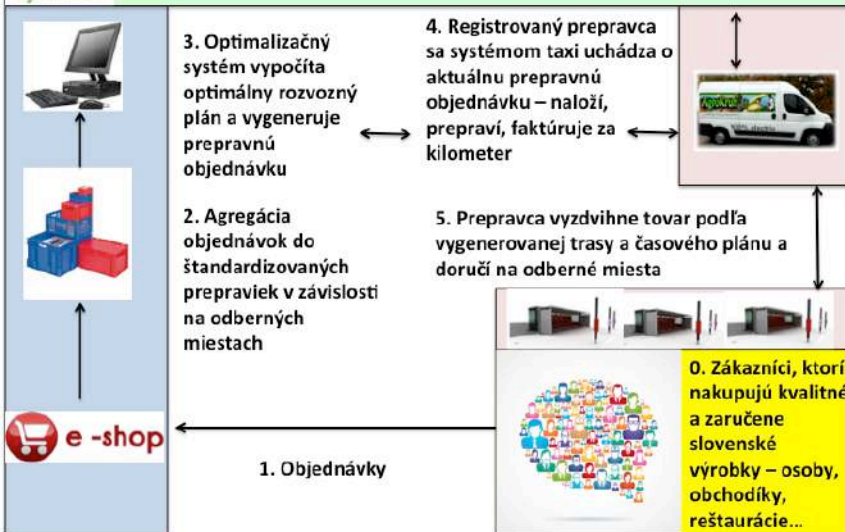 3. Optimalizačný
systém vypočíta
optimálny rozvozný
plán a vygeneruje
prepravnú
objednávku
4. Registrovaný prepravca
sa systémom taxi uchádza o
aktuálnu prepravnú
objednávku – naloží,
prepraví, faktúruje za
kilometer
2. Agregácia
objednávok do
štandardizovaných
prepraviek v závislosti
na odberných
miestach
5. Prepravca vyzdvihne tovar podľa
vygenerovanej trasy a časového plánu a
doručí na odberné miesta
e -shop
1. Objednávky
0. Zákazníci, ktorí
nakupujú kvalitné
a zaručene
slovenské
výrobky – osoby,
obchodíky,
reštaurácie...